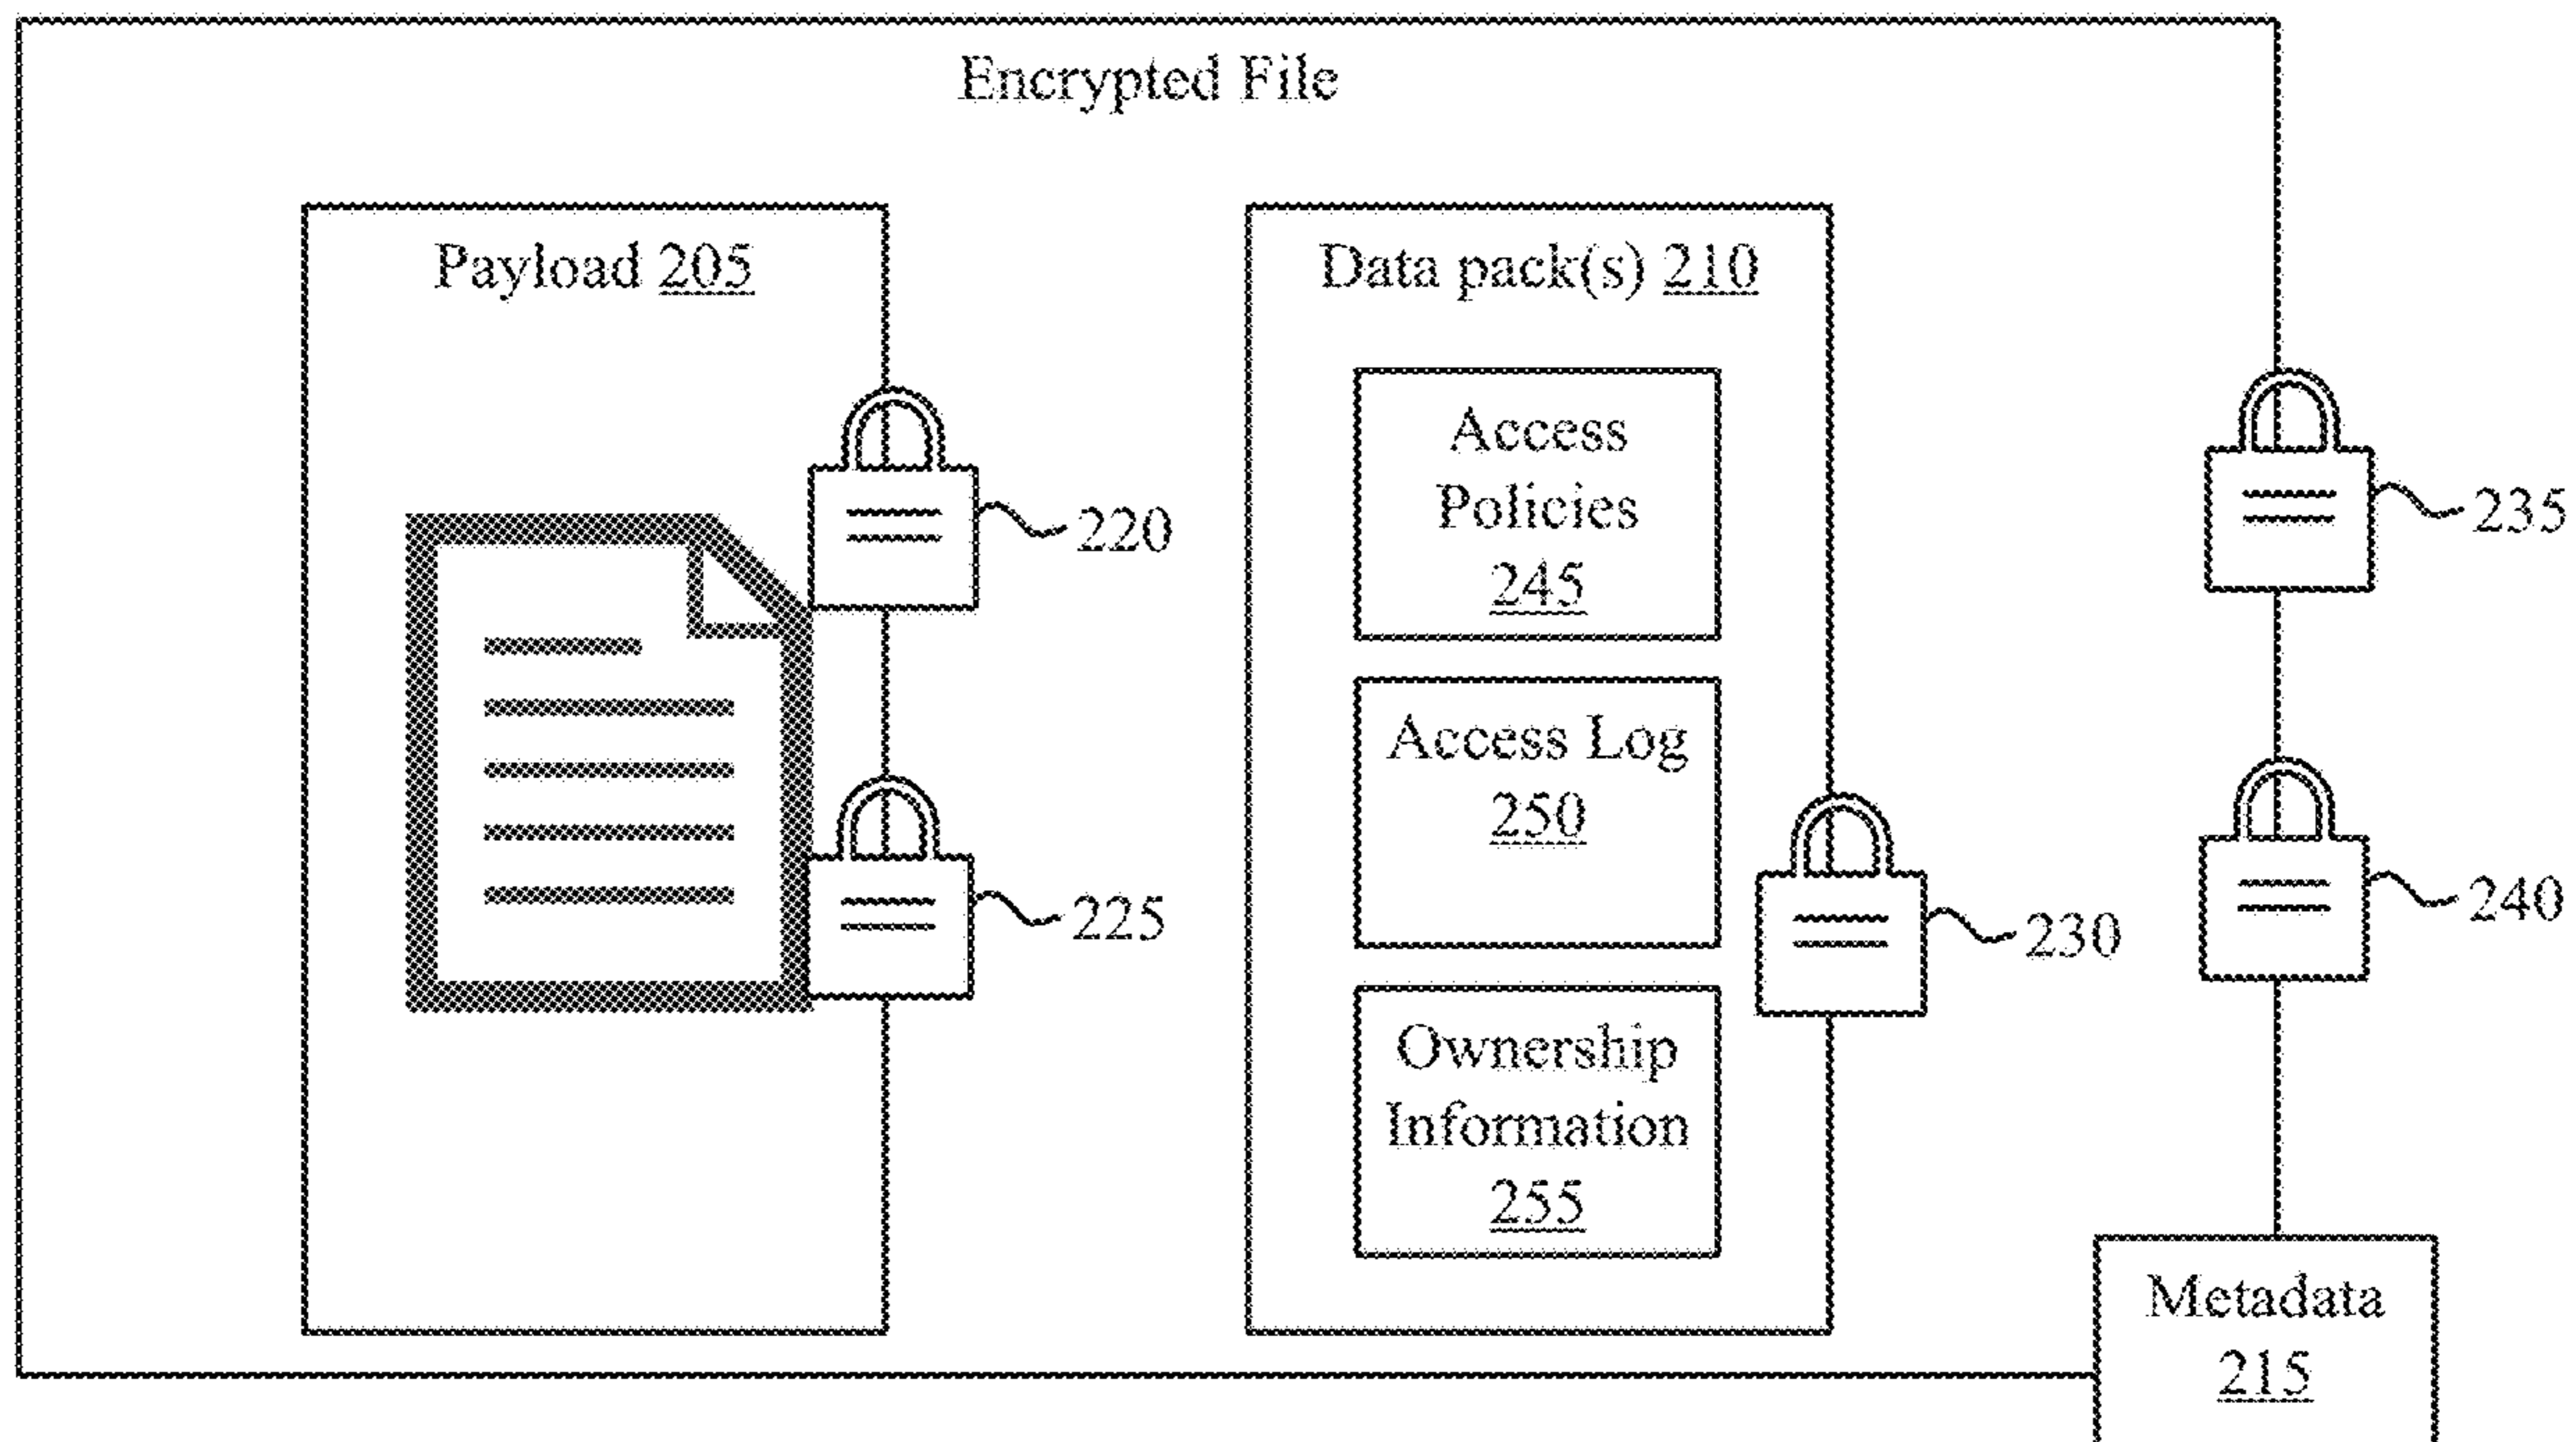 Encrypted File
Payload 205
Data pack(s) 210
Access
Policies
245
220
235
Access Log
250
225
230
240
Ownership
Information
255
Metadata
215